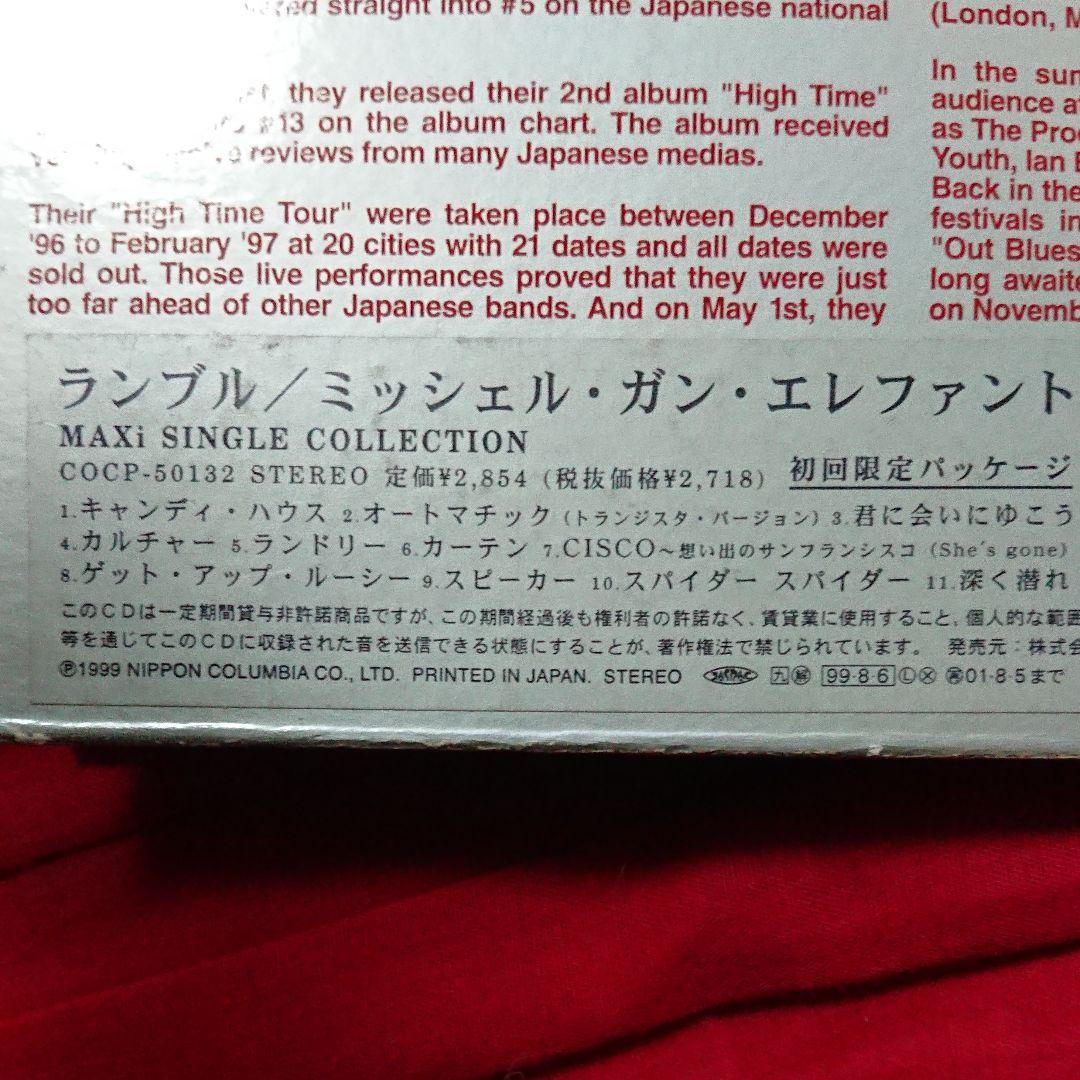 straight into #5 on the Japanese national
they released their 2nd album "High Time"
#13 on the album chart. The album received
reviews from many Japanese medias.
Their "High Time Tour" were taken place between December
'96 to February '97 at 20 cities with 21 dates and all dates were
sold out. Those live performances proved that they were just
too far ahead of other Japanese bands. And on May 1st, they
(London,
In the
audience
as The
Youth, Ian
Back in the
festivals in
"Out Blues
long
on
ランブル／ミッシェル・ガン・エレファント
MAXi SINGLE COLLECTION
COCP-50132 STEREO 定価¥2,854 (税抜価格¥2,718) 初回限定パッケージ
1.キャンディ・ハウス 2.オートマチック (トランジスタ・バージョン) 3.君に会いにゆこう
4.カルチャー 5.ランドリー 6.カーテン 7.CISCO～想い出のサンフランシスコ (She's gone)
8.ゲット・アップ・ルーシー 9.スピーカー 10.スパイダー スパイダー 11.深く潜れ
このCDは一定期間貸与非許諾商品ですが、この期間経過後も権利者の許諾なく、賃貸業に使用すること、個人的な範囲
等を通じてこのCDに収録された音を送信できる状態にすることが、著作権法で禁じられています。 発売元：株式会
Ⓟ1999 NIPPON COLUMBIA CO., LTD. PRINTED IN JAPAN. STEREO 99·8·6 Ⓛ 01·8·5まで